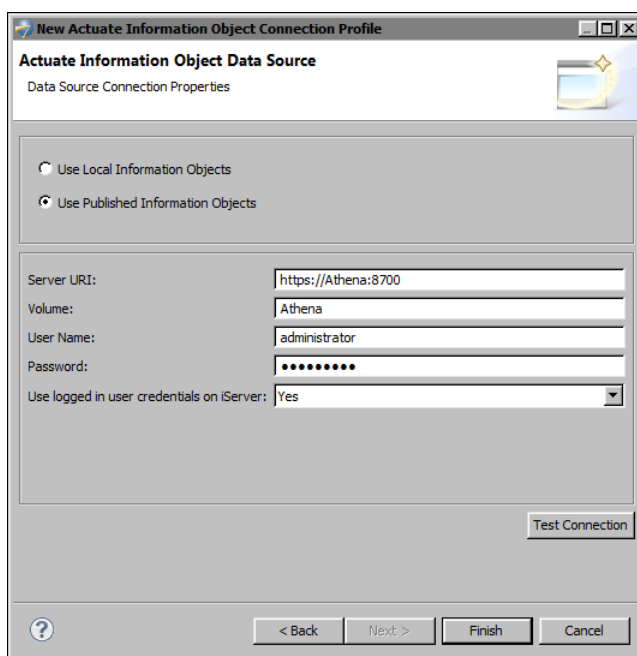 New Actuate Information Object Connection Profile
Actuate Information Object Data Source
Data Source Connection Properties
Use Local Information Objects
Use Published Information Objects
Server URI: https://Athena:8700
Volume: Athena
User Name: administrator
Password: •••••••••
Use logged in user credentials on iServer: Yes
Test Connection
? < Back Next > Finish Cancel